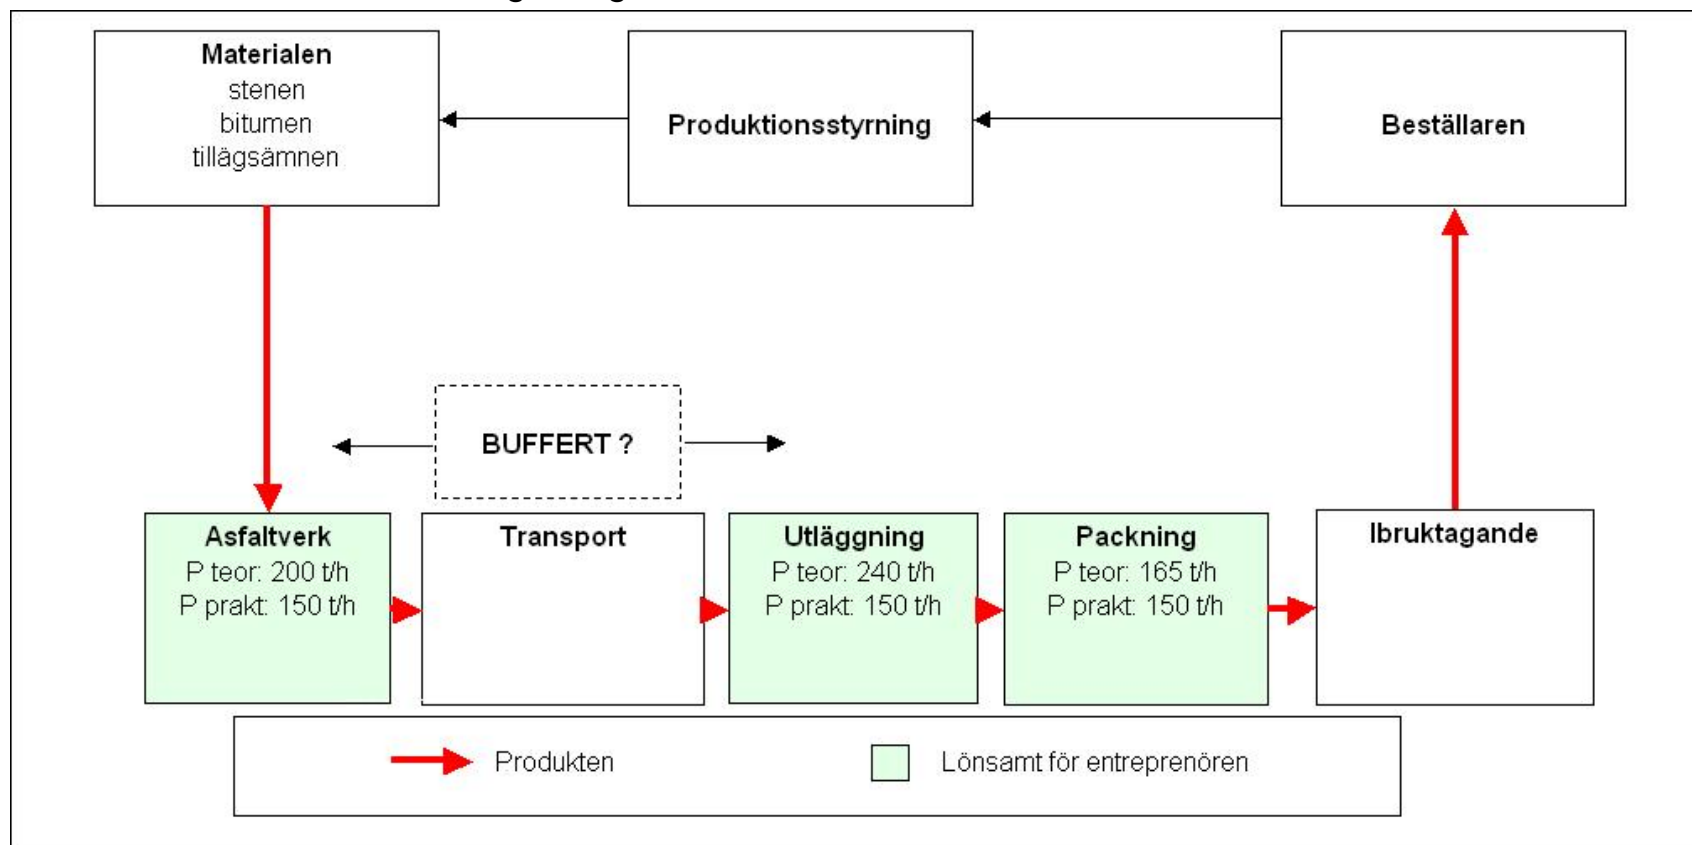 Materialen
stenen
bitumen
tillägsämnen
Produktionsstyrning
Beställaren
BUFFERT ?
Asfaltverk
P teor: 200 t/h
P prakt: 150 t/h
Transport
Utläggning
P teor: 240 t/h
P prakt: 150 t/h
Packning
P teor: 165 t/h
P prakt: 150 t/h
Ibruktagande
Produkten
Lönsamt för entreprenören